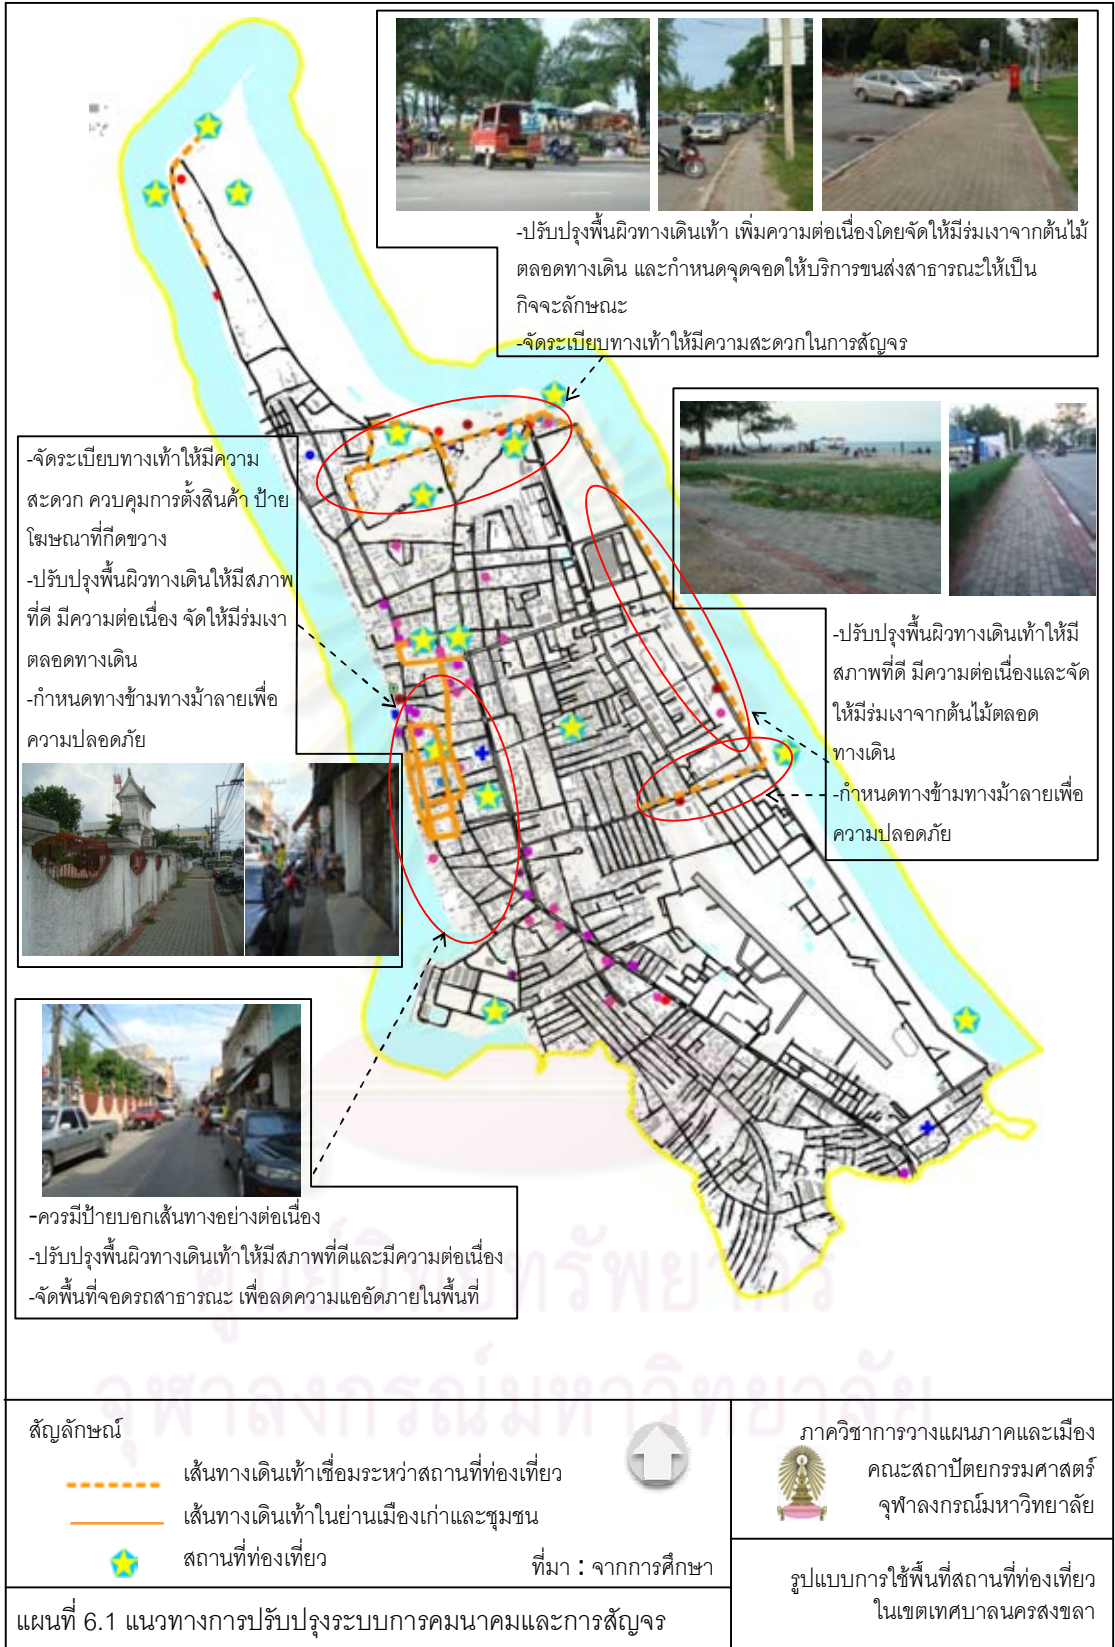 -ปรับปรุงพื้นผิวทางเดินเท้า เพิ่มความต่อเนื่องโดยจัดให้มีร่มเงาจากต้นไม้
ตลอดทางเดิน และกำหนดจุดจอดให้บริการขนส่งสาธารณะให้เป็น
กิจจะลักษณะ
-จัดระเบียบทางเท้าให้มีความสะดวกในการสัญจร
-จัดระเบียบทางเท้าให้มีความ
สะดวก ควบคุมการตั้งสินค้า ป้าย
โฆษณาที่กีดขวาง
-ปรับปรุงพื้นผิวทางเดินให้มีสภาพ
ที่ดี มีความต่อเนื่อง จัดให้มีร่มเงา
ตลอดทางเดิน
-กำหนดทางข้ามทางม้าลายเพื่อ
ความปลอดภัย
-ปรับปรุงพื้นผิวทางเดินเท้าให้มี
สภาพที่ดี มีความต่อเนื่องและจัด
ให้มีร่มเงาจากต้นไม้ตลอด
ทางเดิน
-กำหนดทางข้ามทางม้าลายเพื่อ
ความปลอดภัย
-ควรมีป้ายบอกเส้นทางอย่างต่อเนื่อง
-ปรับปรุงพื้นผิวทางเดินเท้าให้มีสภาพที่ดีและมีความต่อเนื่อง
-จัดพื้นที่จอดรถสาธารณะ เพื่อลดความแออัดภายในพื้นที่
ศูนย์วิทยทรัพยากร
จุฬาลงกรณ์มหาวิทยาลัย
สัญลักษณ์
เส้นทางเดินเท้าเชื่อมระหว่าสถานที่ท่องเที่ยว
เส้นทางเดินเท้าในย่านเมืองเก่าและชุมชน
สถานที่ท่องเที่ยว
ที่มา : จากการศึกษา
แผนที่ 6.1 แนวทางการปรับปรุงระบบการคมนาคมและการสัญจร
ภาควิชาการวางแผนภาคและเมือง
คณะสถาปัตยกรรมศาสตร์
จุฬาลงกรณ์มหาวิทยาลัย
รูปแบบการใช้พื้นที่สถานที่ท่องเที่ยว
ในเขตเทศบาลนครสงขลา